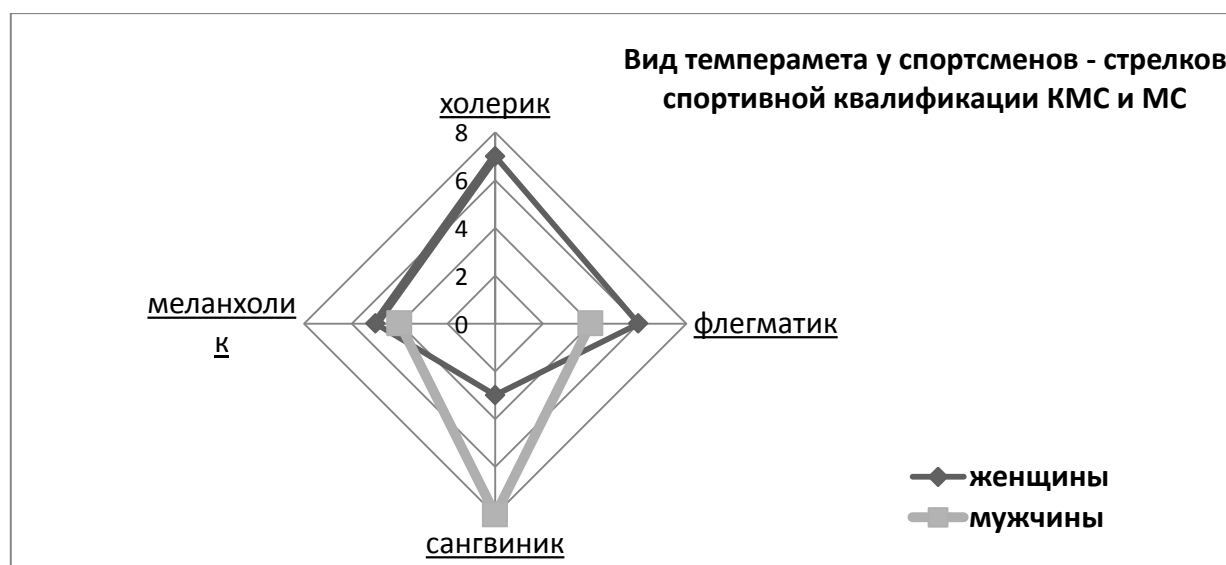 Вид темперамета у спортсменов - стрелков
спортивной квалификации КМС и МС
холерик
8
6
4
2
0
меланхоли
к
флегматик
сангвиник
женщины
мужчины